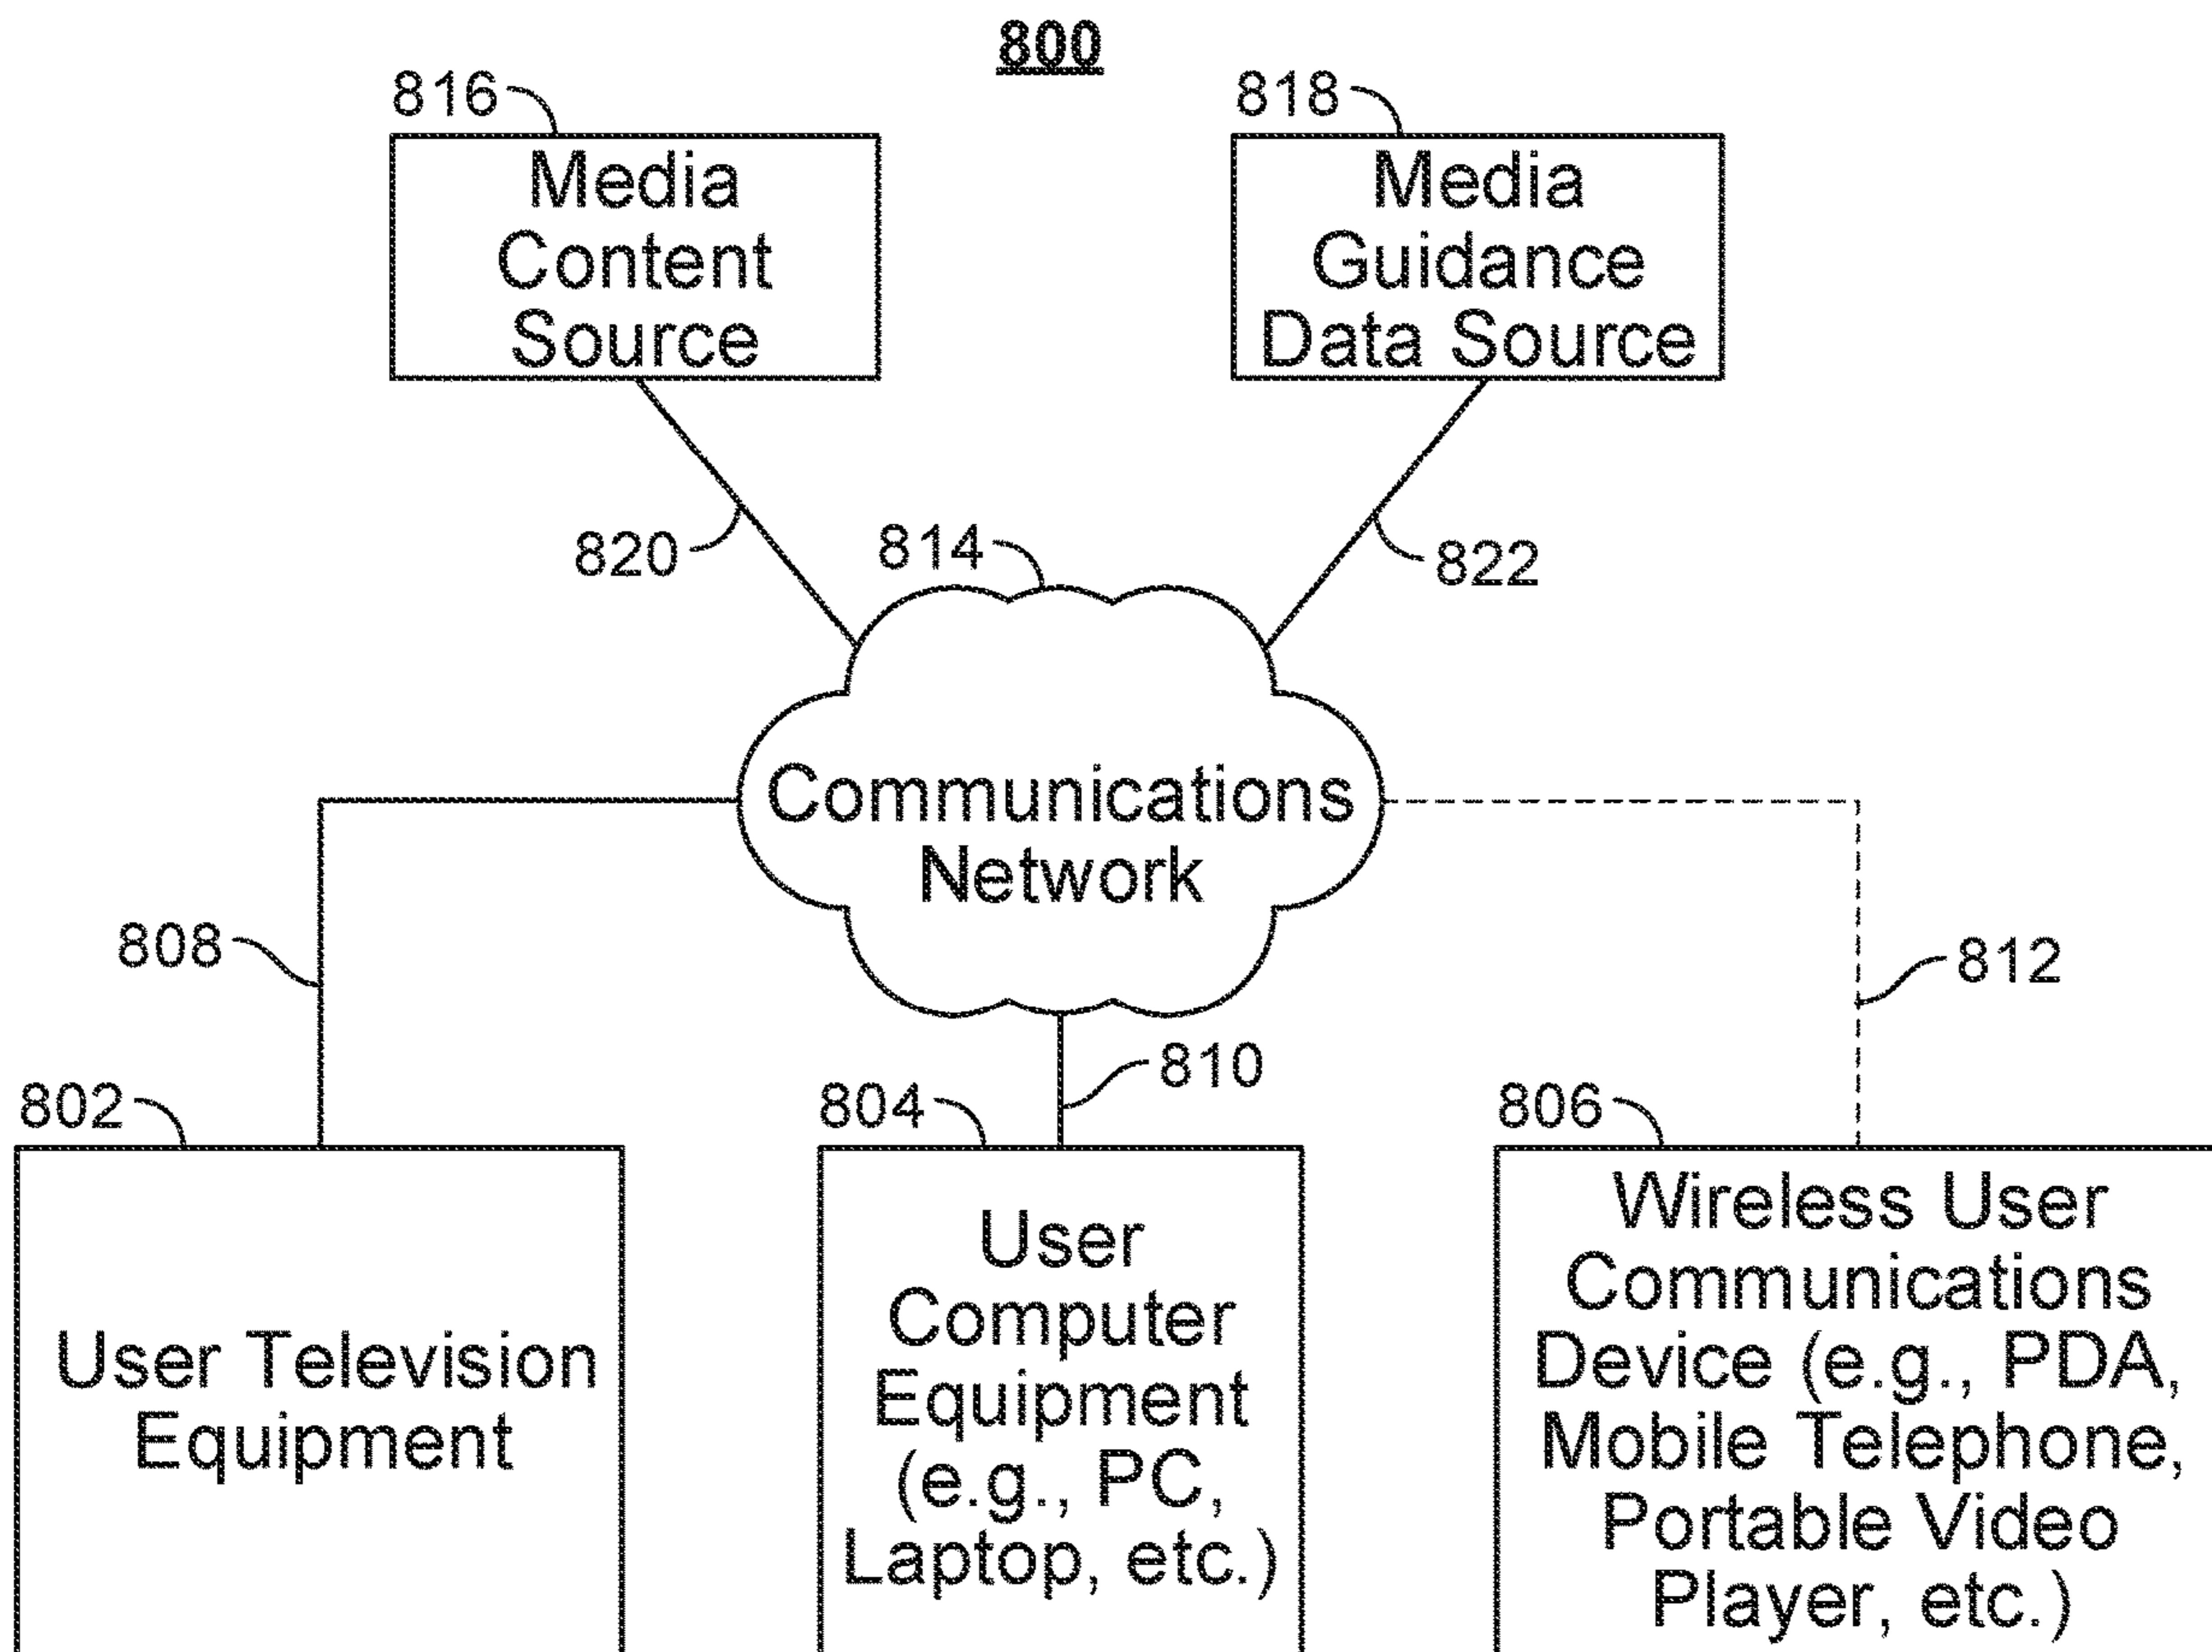 800
816
818
Media
Content
Source
Media
Guidance
Data Source
820
814
822
Communications
Network
808
812
810
802
804
806
User Television
Equipment
User
Computer
Equipment
(e.g., PC,
Laptop, etc.)
Wireless User
Communications
Device (e.g., PDA,
Mobile Telephone,
Portable Video
Player, etc.)